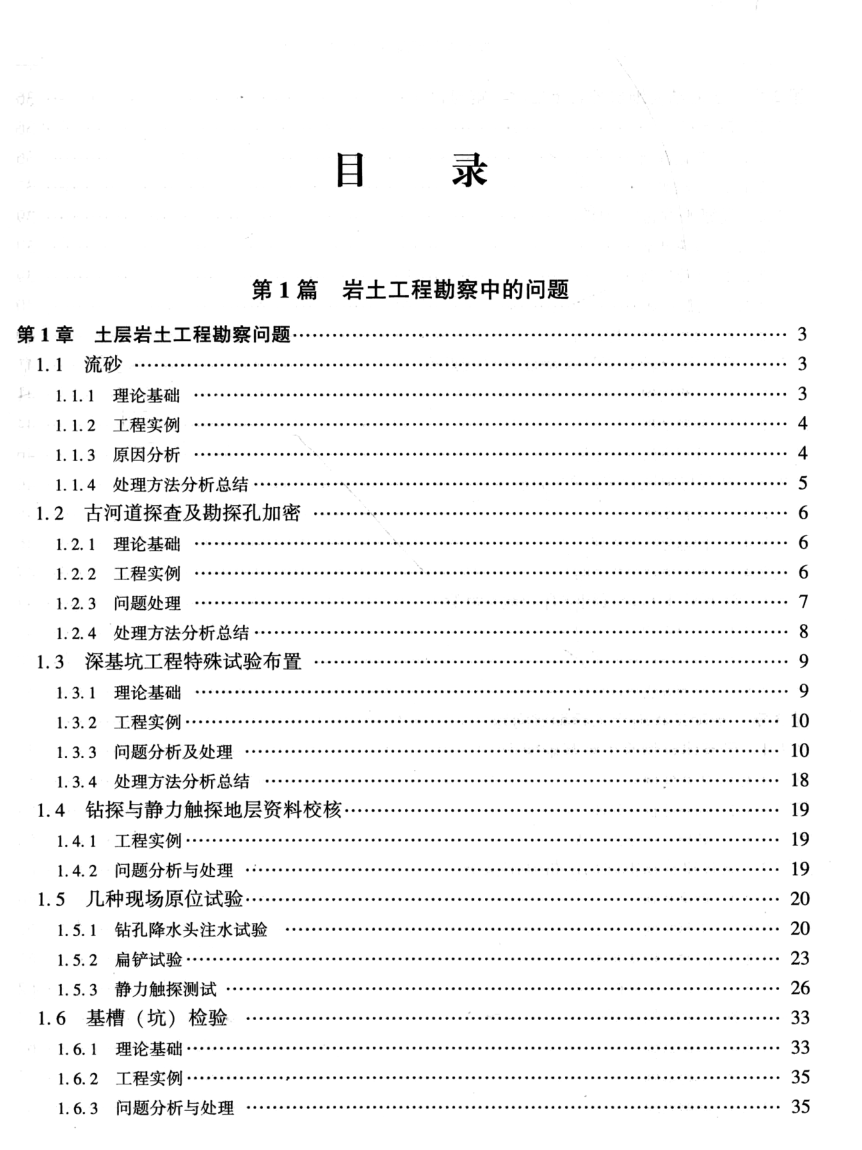 目 录
第1篇 岩土工程勘察中的问题
第1章 土层岩土工程勘察问题…………………………………………………… 3
1.1 流砂 …………………………………………………… 3
1.1.1 理论基础 …………………………………………………… 3
1.1.2 工程实例 …………………………………………………… 4
1.1.3 原因分析 …………………………………………………… 4
1.1.4 处理方法分析总结…………………………………………………… 5
1.2 古河道探查及勘探孔加密 …………………………………………………… 6
1.2.1 理论基础 …………………………………………………… 6
1.2.2 工程实例 …………………………………………………… 6
1.2.3 问题处理 …………………………………………………… 7
1.2.4 处理方法分析总结…………………………………………………… 8
1.3 深基坑工程特殊试验布置 …………………………………………………… 9
1.3.1 理论基础 …………………………………………………… 9
1.3.2 工程实例…………………………………………………… 10
1.3.3 问题分析及处理 …………………………………………………… 10
1.3.4 处理方法分析总结 …………………………………………………… 18
1.4 钻探与静力触探地层资料校核…………………………………………………… 19
1.4.1 工程实例…………………………………………………… 19
1.4.2 问题分析与处理 …………………………………………………… 19
1.5 几种现场原位试验…………………………………………………… 20
1.5.1 钻孔降水头注水试验 …………………………………………………… 20
1.5.2 扁铲试验…………………………………………………… 23
1.5.3 静力触探测试 …………………………………………………… 26
1.6 基槽（坑）检验 …………………………………………………… 33
1.6.1 理论基础…………………………………………………… 33
1.6.2 工程实例…………………………………………………… 35
1.6.3 问题分析与处理 …………………………………………………… 35